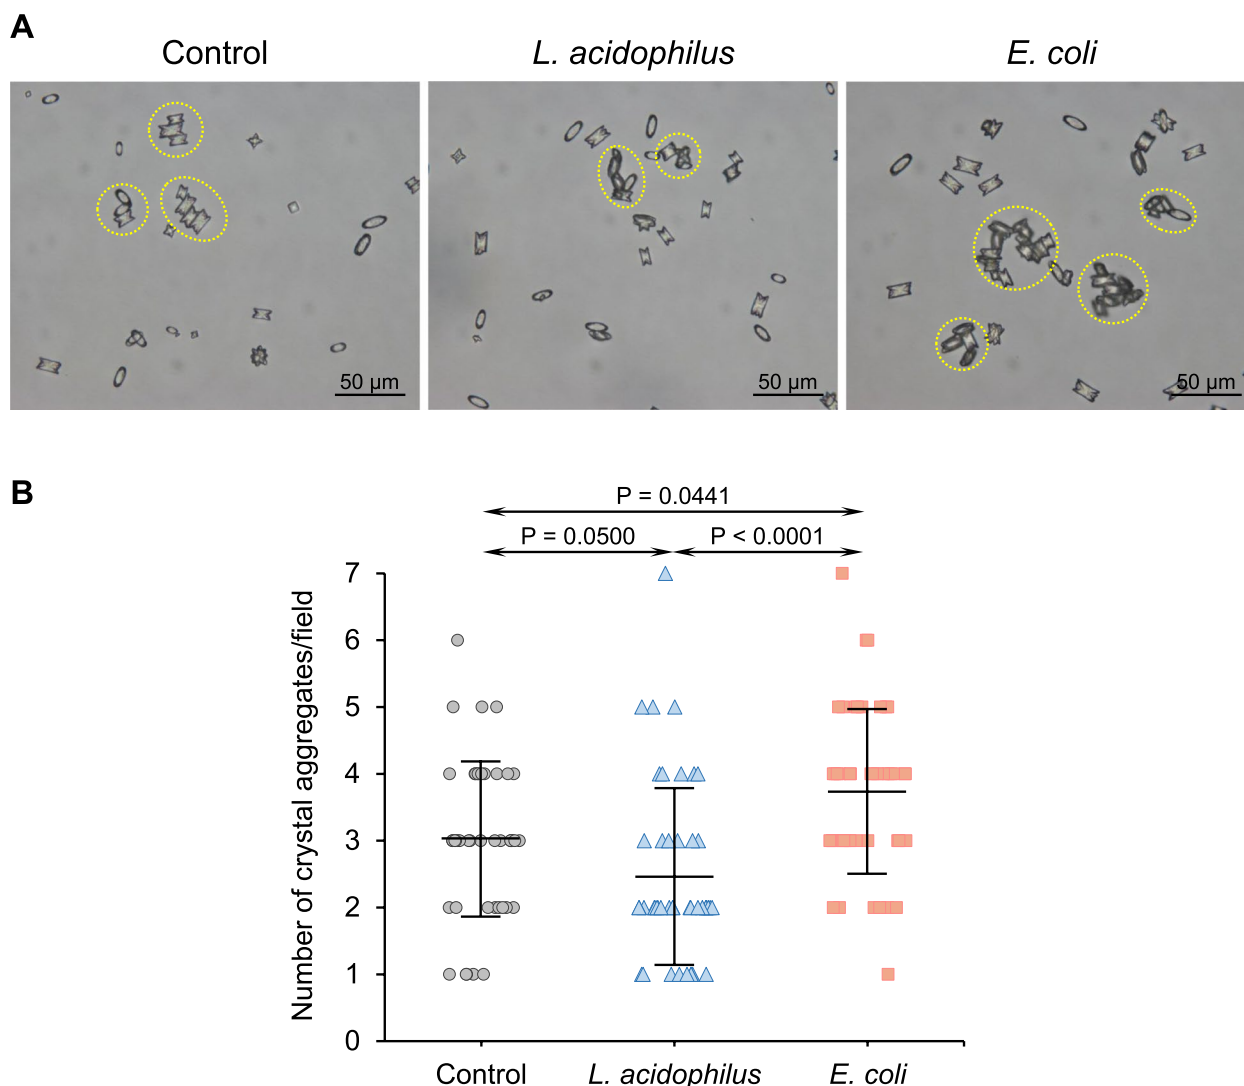 A
Control
L. acidophilus
E. coli
50 µm
50 µm
50 µm
B
P = 0.0441
P = 0.0500
P < 0.0001
Number of crystal aggregates/field
7
6
5
4
3
2
1
0
Control
L. acidophilus
E. coli